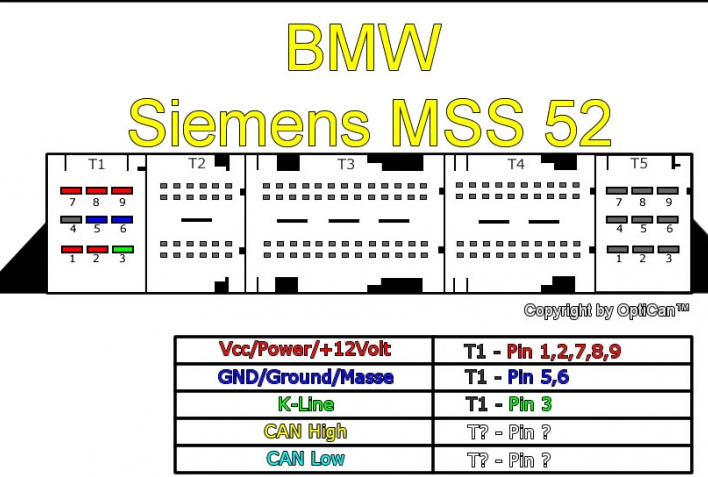 BMW
Siemens MSS 52
T1 T2 T3 T4 T5
7 8 9 7 8 9
4 5 6 4 5 6
1 2 3 1 2 3
Copyright by OptiCan™
Vcc/Power/+12Volt T1 - Pin 1,2,7,8,9
GND/Ground/Masse T1 - Pin 5,6
K-Line T1 - Pin 3
CAN High T? - Pin ?
CAN Low T? - Pin ?